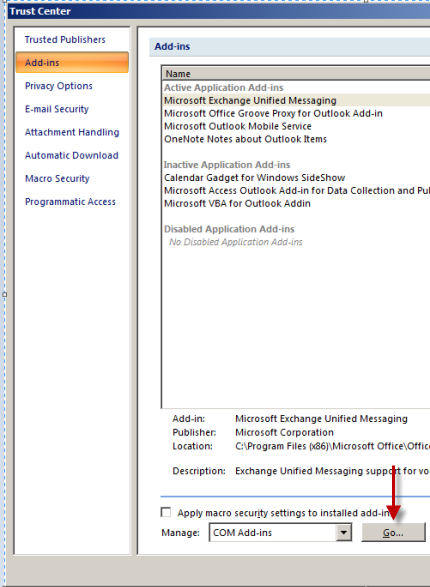 Trust Center
Trusted Publishers
Add-ins
Privacy Options
E-mail Security
Attachment Handling
Automatic Download
Macro Security
Programmatic Access
Add-ins
Name
Active Application Add-ins
Microsoft Exchange Unified Messaging
Microsoft Office Groove Proxy for Outlook Add-in
Microsoft Outlook Mobile Service
OneNote Notes about Outlook Items
Inactive Application Add-ins
Calendar Gadget for Windows SideShow
Microsoft Access Outlook Add-in for Data Collection and Pul
Microsoft VBA for Outlook Addin
Disabled Application Add-ins
No Disabled Application Add-ins
Add-in: Microsoft Exchange Unified Messaging
Publisher: Microsoft Corporation
Location: C:\Program Files (x86)\Microsoft Office\Office
Description: Exchange Unified Messaging support for vo
Apply macro security settings to installed add-ins
Manage: COM Add-ins Go...